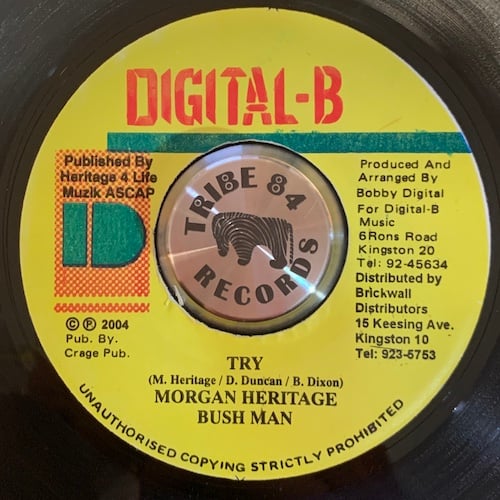 DIGITAL-B
Published By
Heritage 4 Life
Muzik ASCAP
D
© ℗ 2004
Pub. By.
Crage Pub.
TRIBE 84
RECORDS
Produced And
Arranged By
Bobby Digital
For Digital-B
Music
6Rons Road
Kingston 20
Tel: 92-45634
Distributed by
Brickwall
Distributors
15 Keesing Ave.
Kingston 10
Tel: 923-5753
TRY
(M. Heritage / D. Duncan / B. Dixon)
MORGAN HERITAGE
BUSH MAN
UNAUTHORISED COPYING STRICTLY PROHIBITED